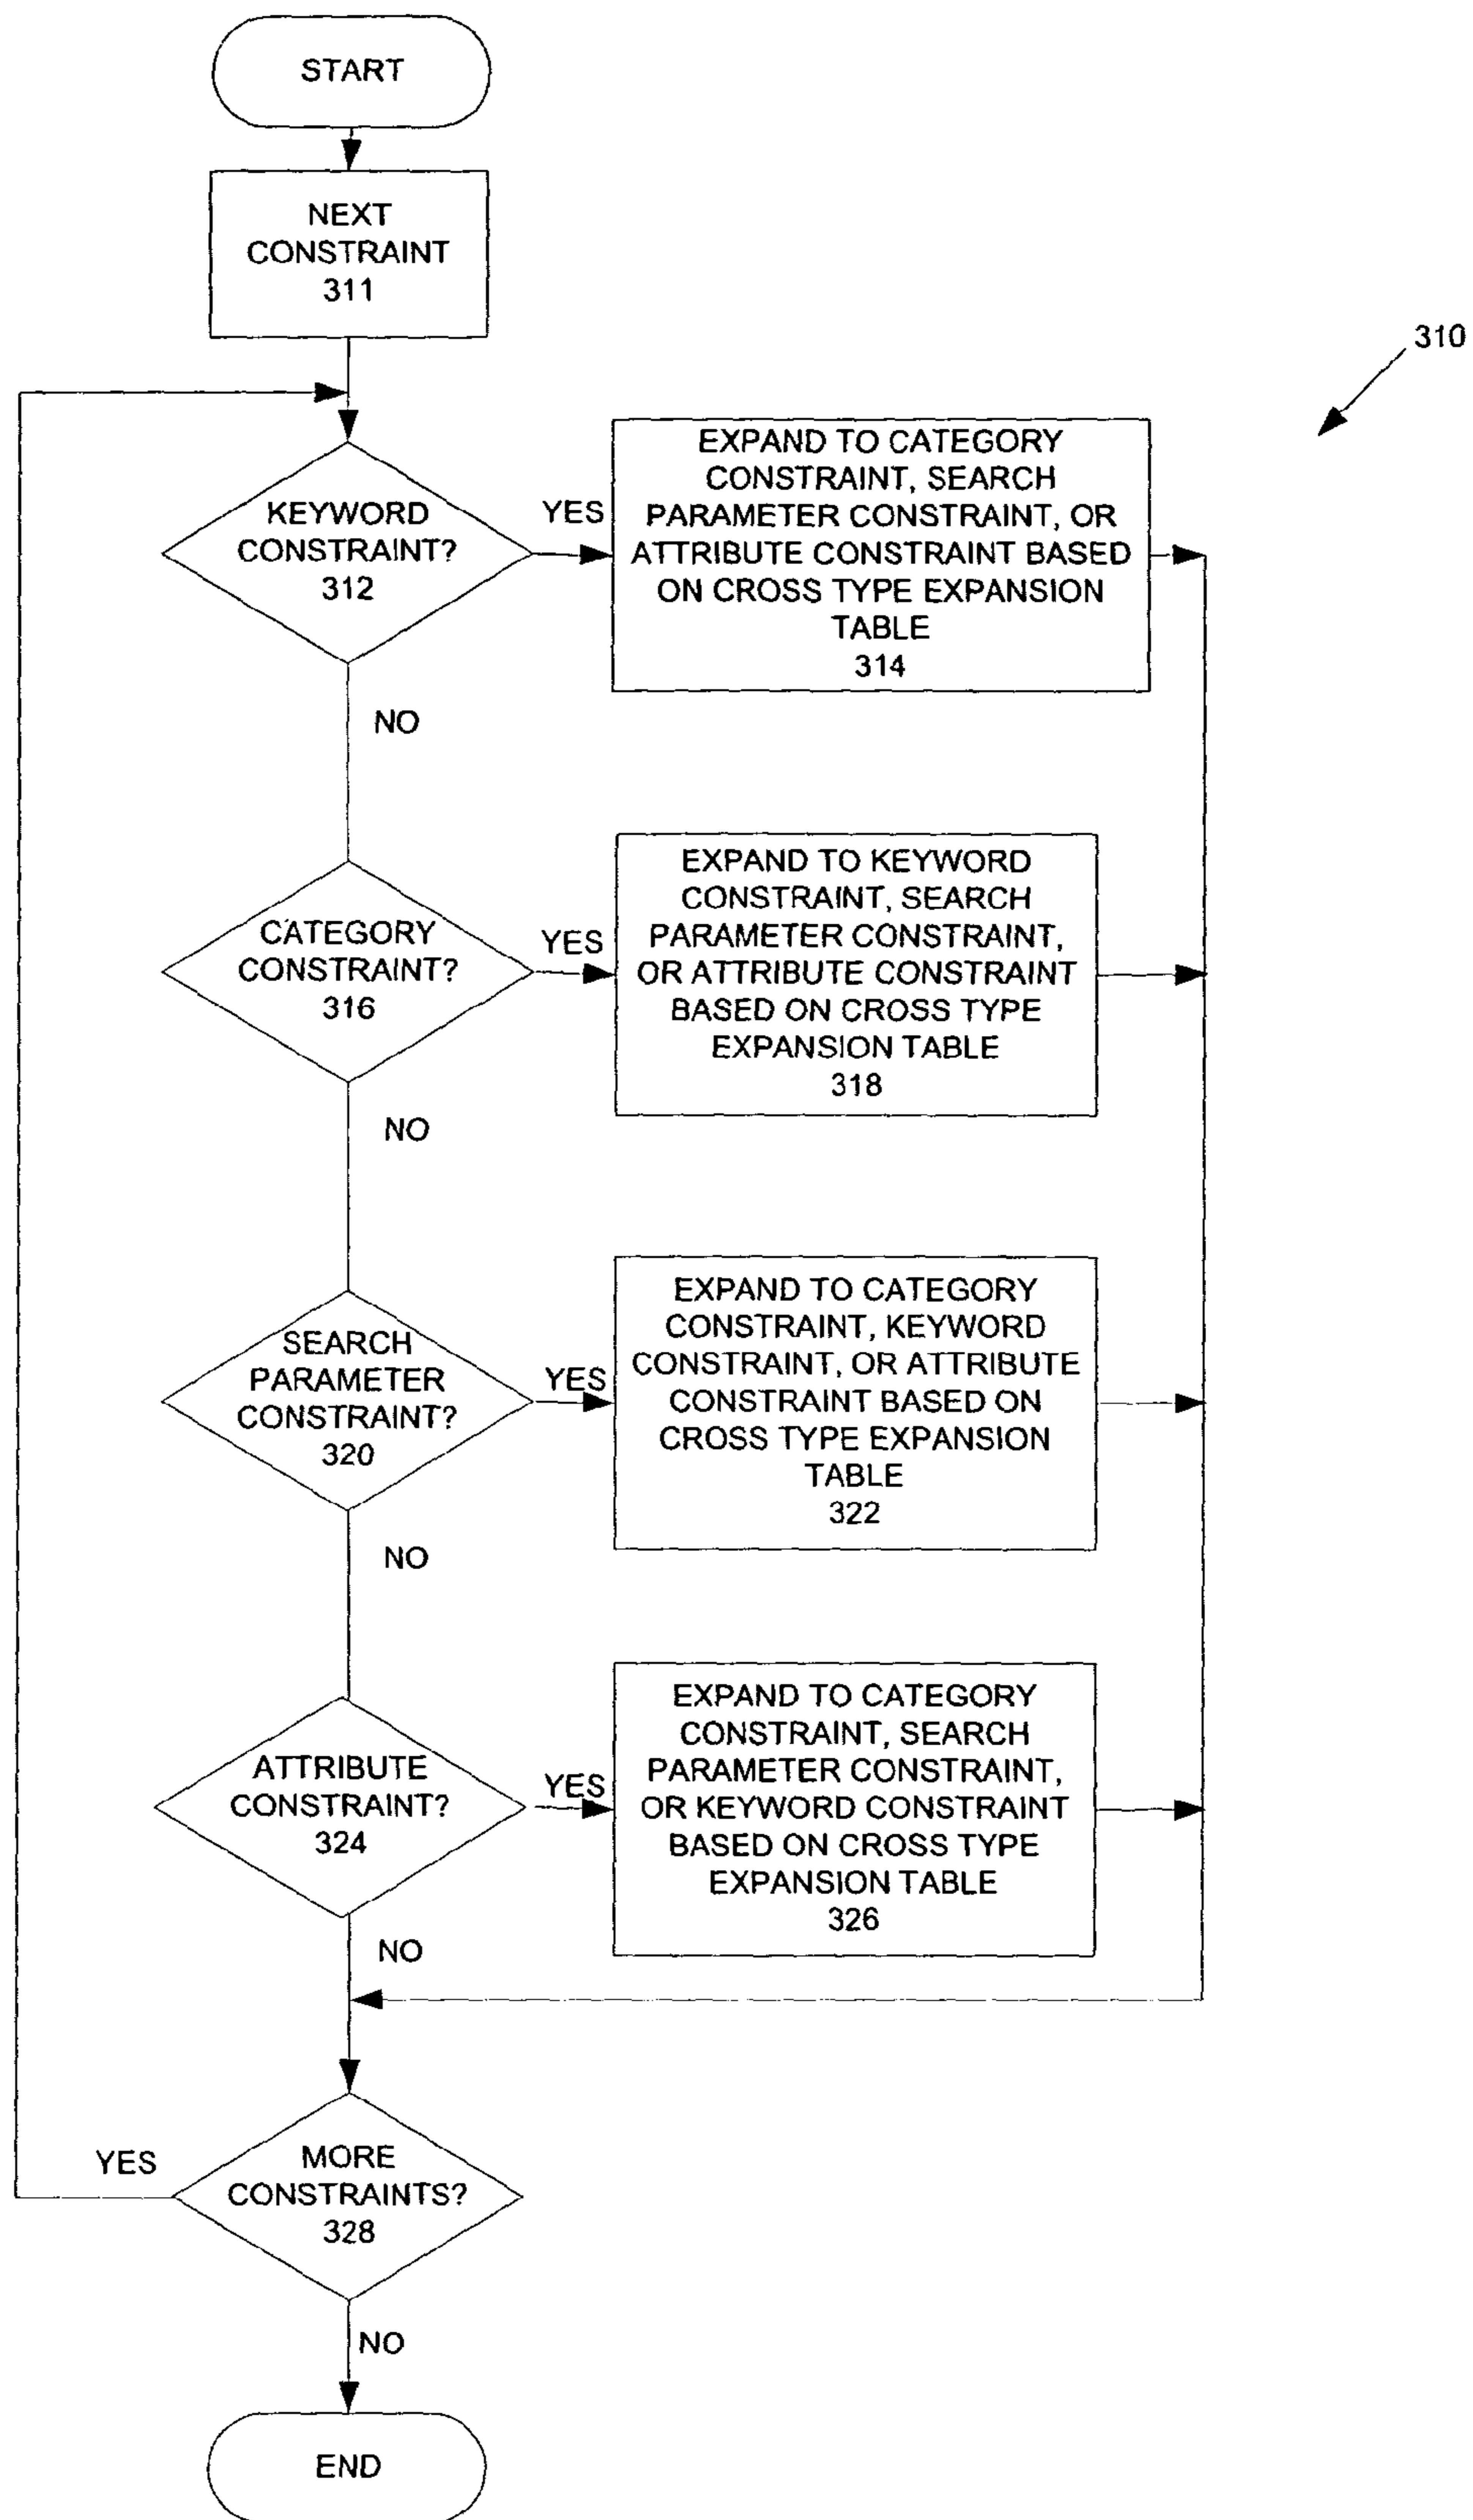 START
NEXT
CONSTRAINT
311
310
KEYWORD
CONSTRAINT?
312
YES
EXPAND TO CATEGORY
CONSTRAINT, SEARCH
PARAMETER CONSTRAINT, OR
ATTRIBUTE CONSTRAINT BASED
ON CROSS TYPE EXPANSION
TABLE
314
NO
CATEGORY
CONSTRAINT?
316
YES
EXPAND TO KEYWORD
CONSTRAINT, SEARCH
PARAMETER CONSTRAINT,
OR ATTRIBUTE CONSTRAINT
BASED ON CROSS TYPE
EXPANSION TABLE
318
NO
SEARCH
PARAMETER
CONSTRAINT?
320
YES
EXPAND TO CATEGORY
CONSTRAINT, KEYWORD
CONSTRAINT, OR ATTRIBUTE
CONSTRAINT BASED ON
CROSS TYPE EXPANSION
TABLE
322
NO
ATTRIBUTE
CONSTRAINT?
324
YES
EXPAND TO CATEGORY
CONSTRAINT, SEARCH
PARAMETER CONSTRAINT,
OR KEYWORD CONSTRAINT
BASED ON CROSS TYPE
EXPANSION TABLE
326
NO
MORE
CONSTRAINTS?
328
YES
NO
END